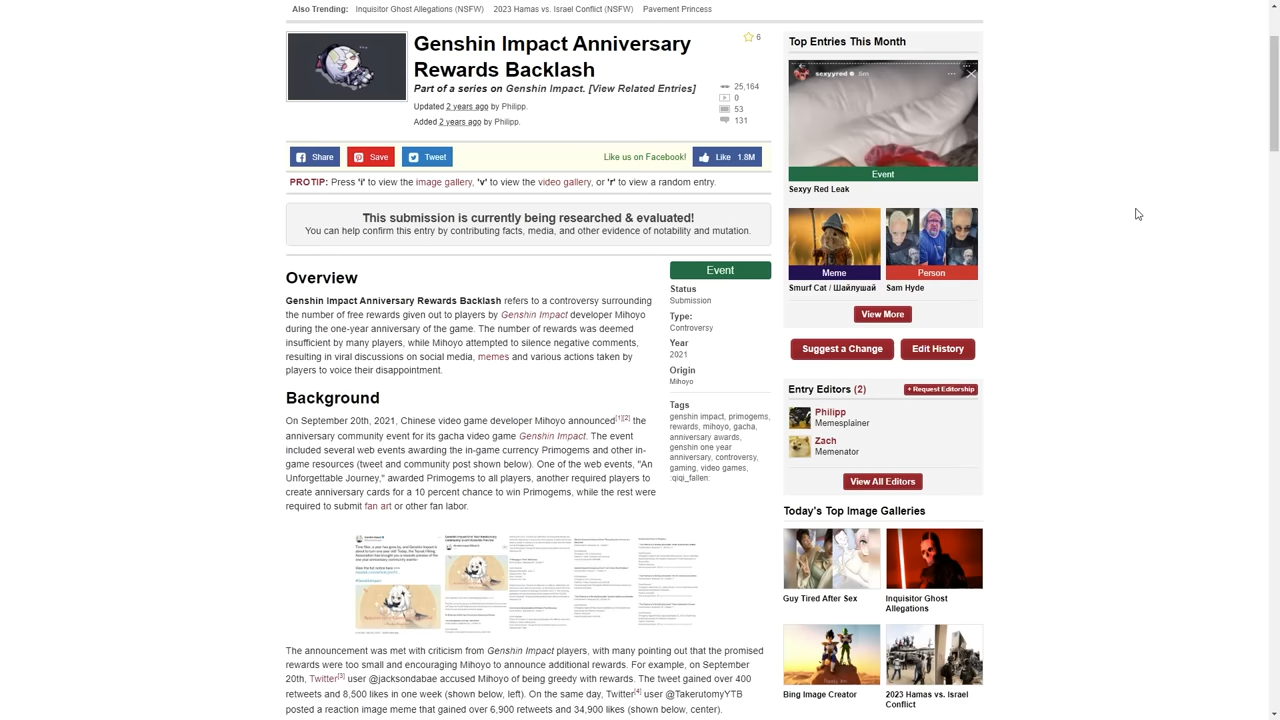 Also Trending: Inquisitor Ghost Allegations (NSFW) 2023 Hamas vs. Israel Conflict (NSFW) Pavement Princess
Genshin Impact Anniversary
Rewards Backlash
Part of a series on Genshin Impact. [View Related Entries]
Updated 2 years ago by Philipp.
Added 2 years ago by Philipp.
6
25,164
0
53
131
Share Save Tweet Like us on Facebook! Like 1.8M
PROTIP: Press 'i' to view the image gallery, 'v' to view the video gallery, or 'r' to view a random entry.
This submission is currently being researched & evaluated!
You can help confirm this entry by contributing facts, media, and other evidence of notability and mutation.
Overview
Genshin Impact Anniversary Rewards Backlash refers to a controversy surrounding
the number of free rewards given out to players by Genshin Impact developer Mihoyo
during the one-year anniversary of the game. The number of rewards was deemed
insufficient by many players, while Mihoyo attempted to silence negative comments,
resulting in viral discussions on social media, memes and various actions taken by
players to voice their disappointment.
Background
On September 20th, 2021, Chinese video game developer Mihoyo announced[1][2] the
anniversary community event for its gacha video game Genshin Impact. The event
included several web events awarding the in-game currency Primogems and other in-
game resources (tweet and community post shown below). One of the web events, "An
Unforgettable Journey," awarded Primogems to all players, another required players to
create anniversary cards for a 10 percent chance to win Primogems, while the rest were
required to submit fan art or other fan labor.
The announcement was met with criticism from Genshin Impact players, with many pointing out that the promised
rewards were too small and encouraging Mihoyo to announce additional rewards. For example, on September
20th, Twitter[3] user @jacksondabae accused Mihoyo of being greedy with rewards. The tweet gained over 400
retweets and 8,500 likes in one week (shown below, left). On the same day, Twitter[4] user @TakerutomyYTB
posted a reaction image meme that gained over 6,900 retweets and 34,900 likes (shown below, center).
Event
Status
Submission
Type:
Controversy
Year
2021
Origin
Mihoyo
Tags
genshin impact, primogems,
rewards, mihoyo, gacha,
anniversary awards,
genshin one year
anniversary, controversy,
gaming, video games,
:qiqi_fallen:
Top Entries This Month
sexyyred 5m
Event
Sexyy Red Leak
Meme
Smurf Cat / Шайлушай
Person
Sam Hyde
View More
Suggest a Change
Edit History
Entry Editors (2)
+ Request Editorship
Philipp
Memesplainer
Zach
Memenator
View All Editors
Today's Top Image Galleries
Guy Tired After Sex
Inquisitor Ghost
Allegations
Bing Image Creator
2023 Hamas vs. Israel
Conflict